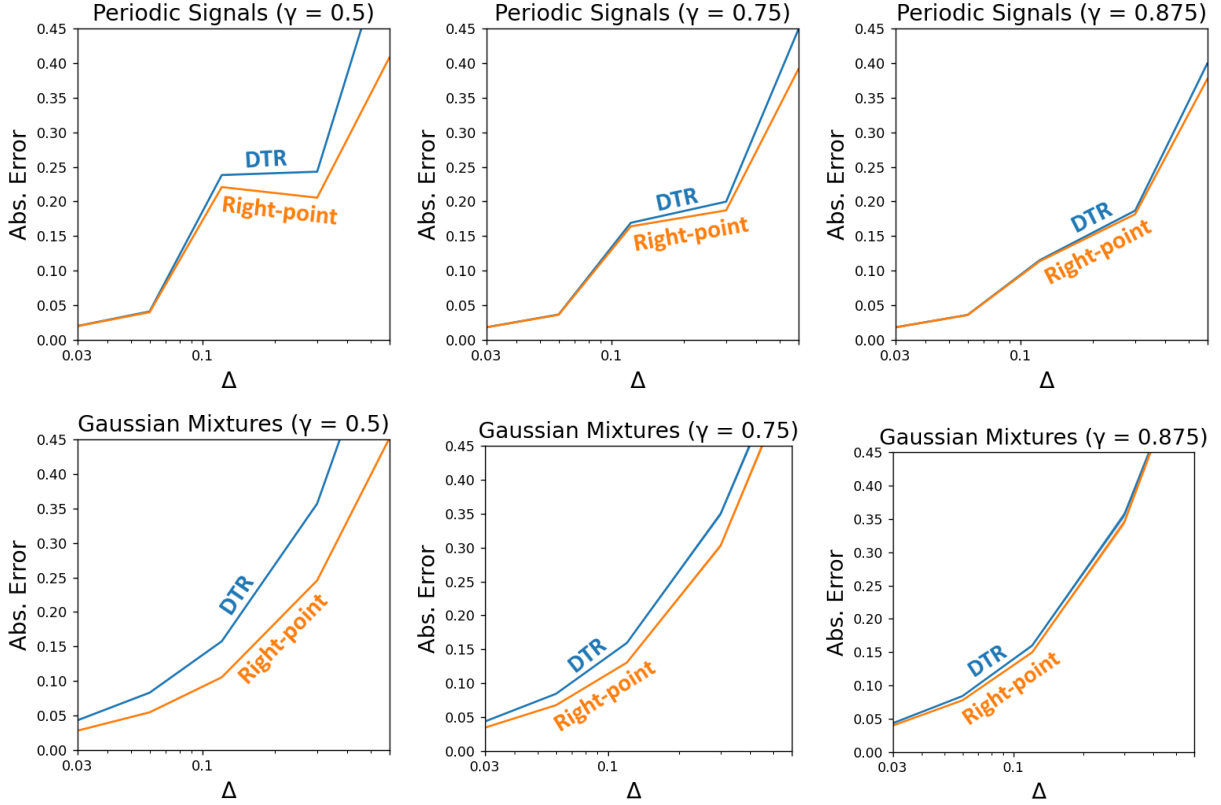 Periodic Signals (γ = 0.5)
Abs. Error
0.45
0.40
0.35
0.30
0.25
0.20
0.15
0.10
0.05
0.00
DTR
Right-point
0.03
0.1
Δ
Periodic Signals (γ = 0.75)
Abs. Error
0.45
0.40
0.35
0.30
0.25
0.20
0.15
0.10
0.05
0.00
DTR
Right-point
0.03
0.1
Δ
Periodic Signals (γ = 0.875)
Abs. Error
0.45
0.40
0.35
0.30
0.25
0.20
0.15
0.10
0.05
0.00
DTR
Right-point
0.03
0.1
Δ
Gaussian Mixtures (γ = 0.5)
Abs. Error
0.45
0.40
0.35
0.30
0.25
0.20
0.15
0.10
0.05
0.00
DTR
Right-point
0.03
0.1
Δ
Gaussian Mixtures (γ = 0.75)
Abs. Error
0.45
0.40
0.35
0.30
0.25
0.20
0.15
0.10
0.05
0.00
DTR
Right-point
0.03
0.1
Δ
Gaussian Mixtures (γ = 0.875)
Abs. Error
0.45
0.40
0.35
0.30
0.25
0.20
0.15
0.10
0.05
0.00
DTR
Right-point
0.03
0.1
Δ